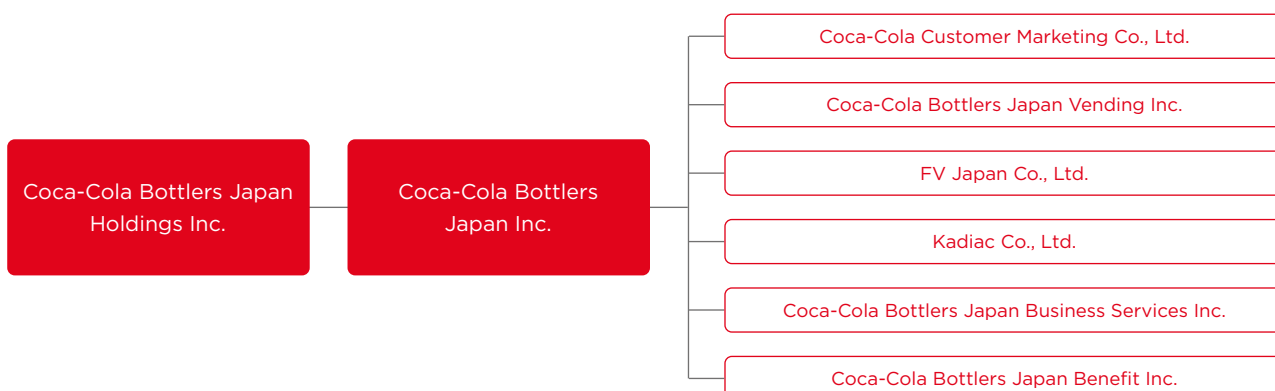 Coca-Cola Bottlers Japan
Holdings Inc.
Coca-Cola Bottlers
Japan Inc.
Coca-Cola Customer Marketing Co., Ltd.
Coca-Cola Bottlers Japan Vending Inc.
FV Japan Co., Ltd.
Kadiac Co., Ltd.
Coca-Cola Bottlers Japan Business Services Inc.
Coca-Cola Bottlers Japan Benefit Inc.